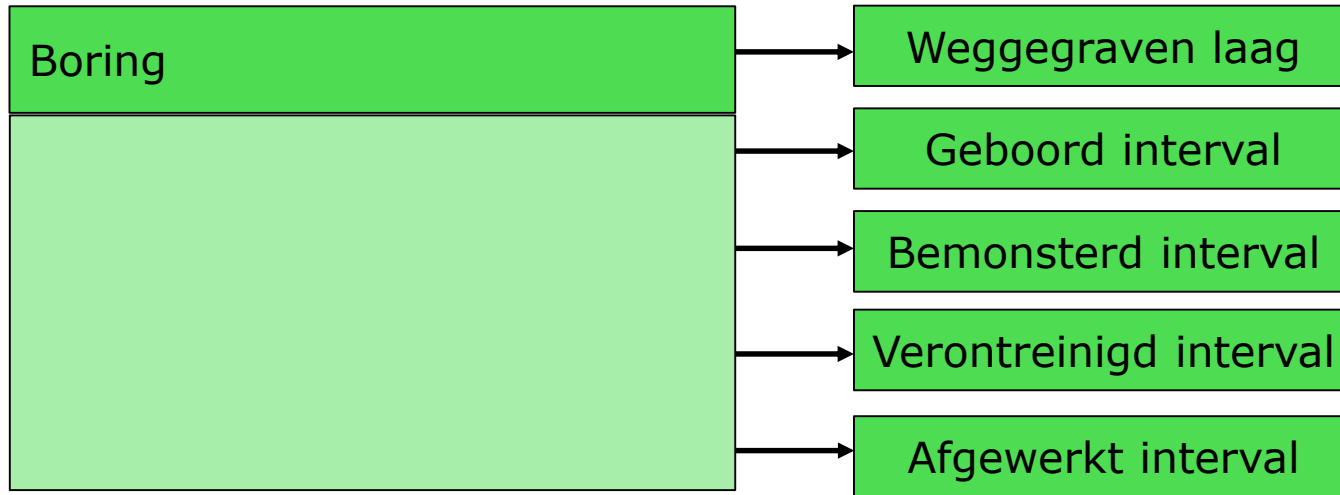 Boring
Weggegraven laag
Geboord interval
Bemonsterd interval
Verontreinigd interval
Afgewerkt interval